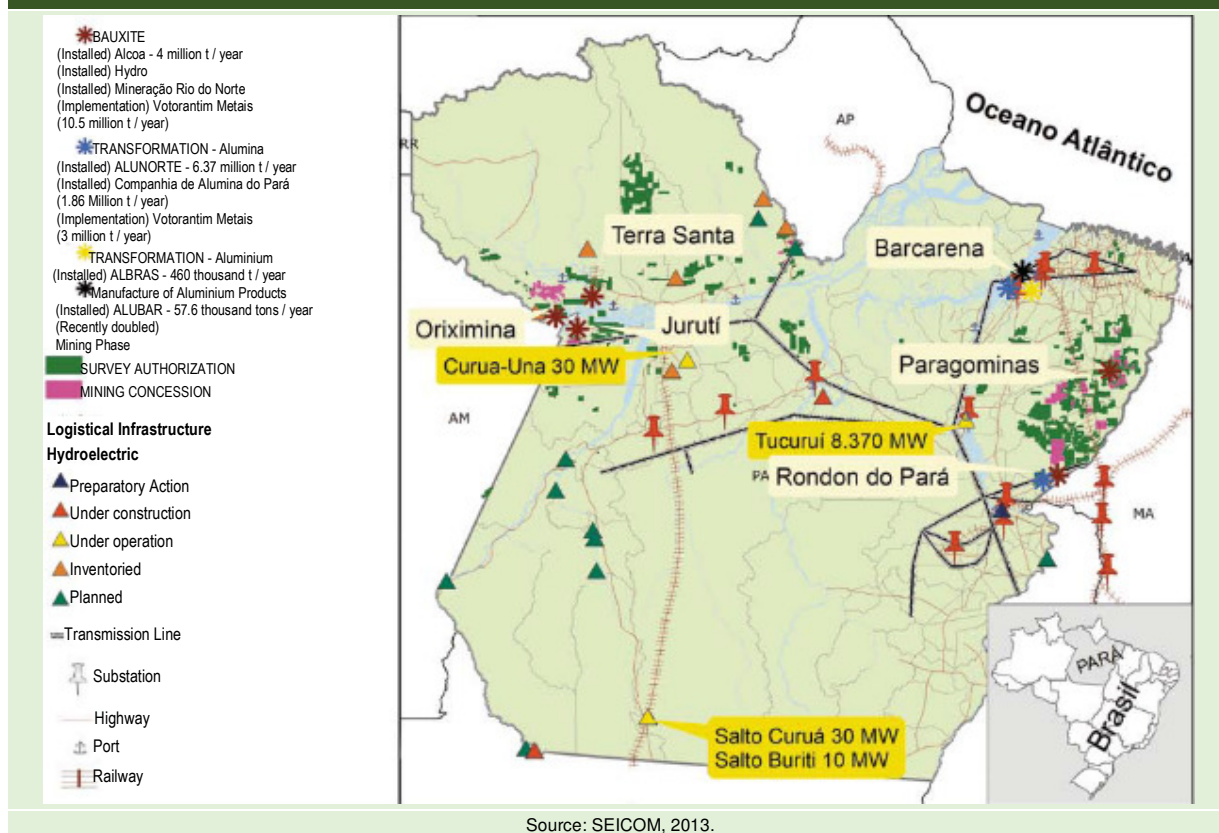 BAUXITE
(Installed) Alcoa - 4 million t / year
(Installed) Hydro
(Installed) Mineração Rio do Norte
(Implementation) Votorantim Metais
(10.5 million t / year)
TRANSFORMATION - Alumina
(Installed) ALUNORTE - 6.37 million t / year
(Installed) Companhia de Alumina do Pará
(1.86 Million t / year)
(Implementation) Votorantim Metais
(3 million t / year)
TRANSFORMATION - Aluminium
(Installed) ALBRAS - 460 thousand t / year
Manufacture of Aluminium Products
(Installed) ALUBAR - 57.6 thousand tons / year
(Recently doubled)
Mining Phase
SURVEY AUTHORIZATION
MINING CONCESSION
Logistical Infrastructure
Hydroelectric
Preparatory Action
Under construction
Under operation
Inventoried
Planned
Transmission Line
Substation
Highway
Port
Railway
RR
AP
Oceano Atlântico
Terra Santa
Barcarena
Oriximina
Jurutí
Curua-Una 30 MW
Paragominas
AM
Tucuruí 8.370 MW
PA
Rondon do Pará
MA
Salto Curuá 30 MW
Salto Buriti 10 MW
PARÁ
Brasil
Source: SEICOM, 2013.